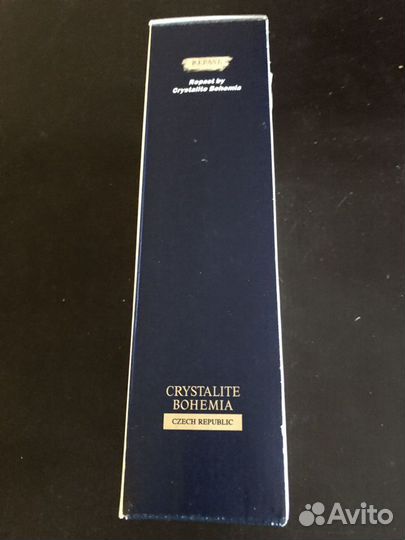 REPAST
Repast by
Crystalite Bohemia
CRYSTALITE
BOHEMIA
CZECH REPUBLIC
Avito